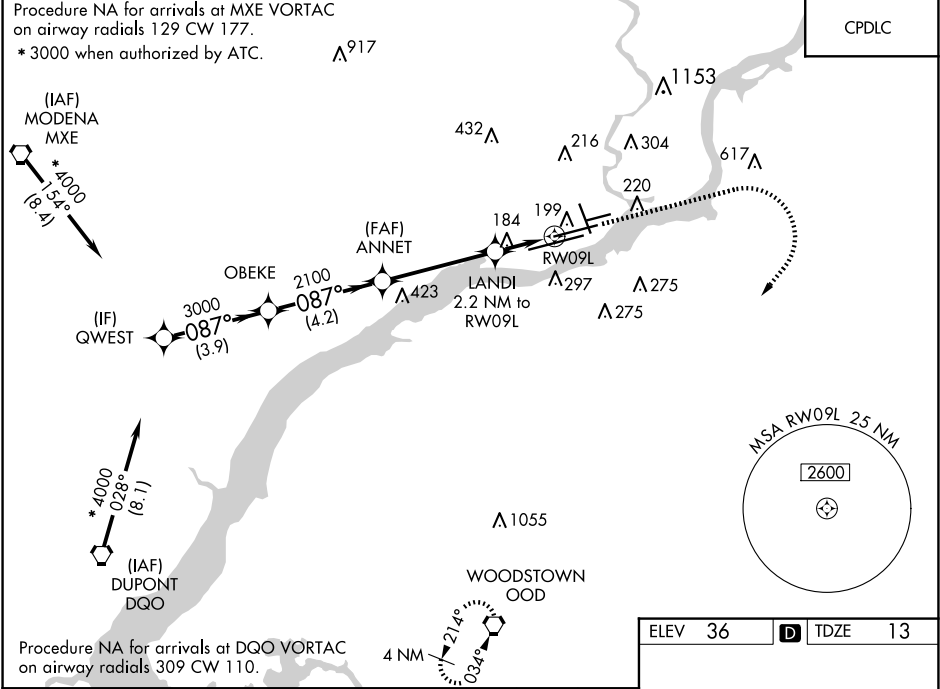 Procedure NA for arrivals at MXE VORTAC
on airway radials 129 CW 177.
* 3000 when authorized by ATC.
CPDLC
917
1153
(IAF)
MODENA
MXE
432
216
304
617
* 4000
154°
(8.4)
220
199
184
(FAF)
ANNET
RW09L
OBEKE
2100
087°
(4.2)
LANDI
2.2 NM to
RW09L
297
275
275
423
3000
087°
(3.9)
(IF)
QWEST
MSA RW09L 25 NM
2600
* 4000
028°
(8.1)
1055
(IAF)
DUPONT
DQO
WOODSTOWN
OOD
214°
034°
4 NM
ELEV 36
D
TDZE 13
Procedure NA for arrivals at DQO VORTAC
on airway radials 309 CW 110.